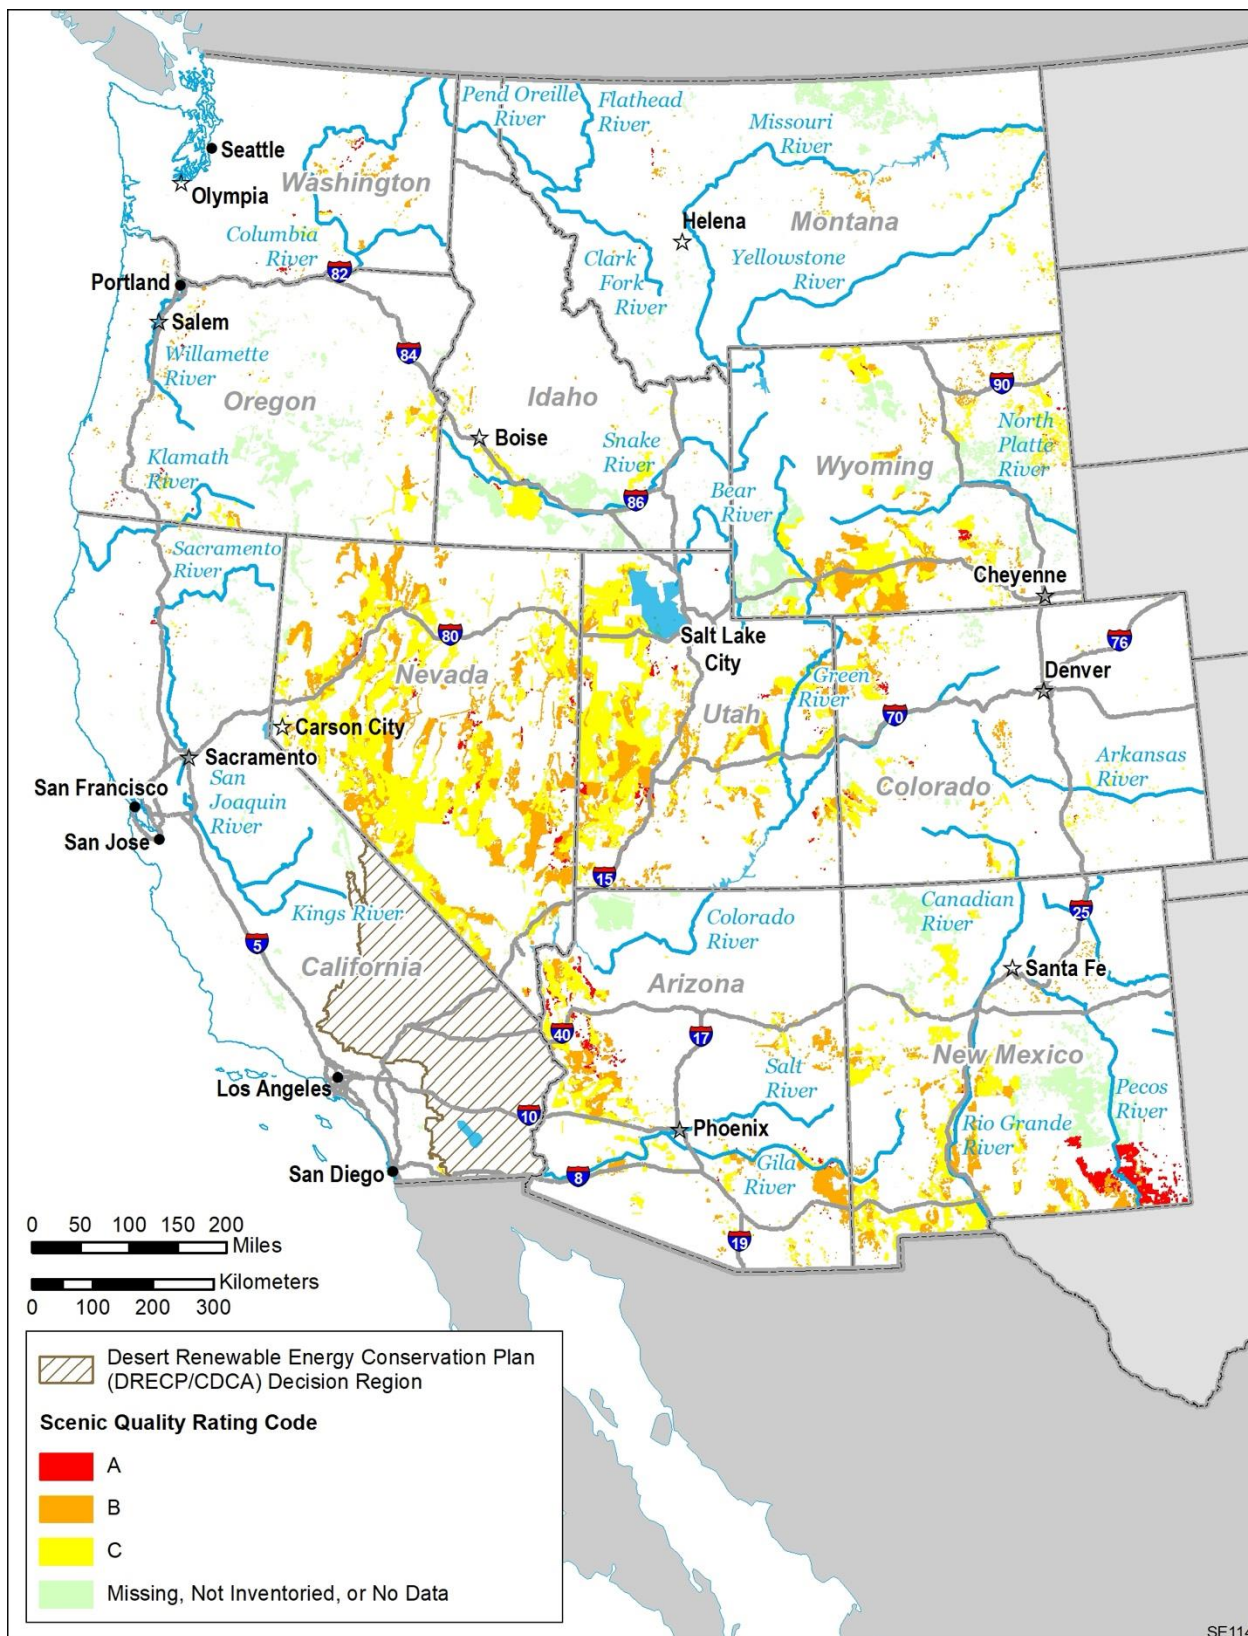 Pend Oreille
River
Flathead
River
Missouri
River
Seattle
Washington
Olympia
Helena
Montana
Columbia
River
Clark
Fork
River
Yellowstone
River
82
Portland
Salem
Willamette
River
84
Oregon
Idaho
90
Boise
Snake
River
North
Platte
River
Wyoming
Klamath
River
86
Bear
River
Sacramento
River
Cheyenne
80
Salt Lake
City
76
Nevada
Green
River
Denver
Utah
70
Carson City
Sacramento
San
Joaquin
River
San Francisco
Arkansas
River
Colorado
San Jose
15
Kings River
Colorado
River
Canadian
River
25
5
California
Santa Fe
Arizona
40
17
New Mexico
Salt
River
Pecos
River
Los Angeles
10
Phoenix
Rio Grande
River
San Diego
8
Gila
River
19
0 50 100 150 200
Miles
Kilometers
0 100 200 300
Desert Renewable Energy Conservation Plan
(DRECP/CDCA) Decision Region
Scenic Quality Rating Code
A
B
C
Missing, Not Inventoried, or No Data
SE114